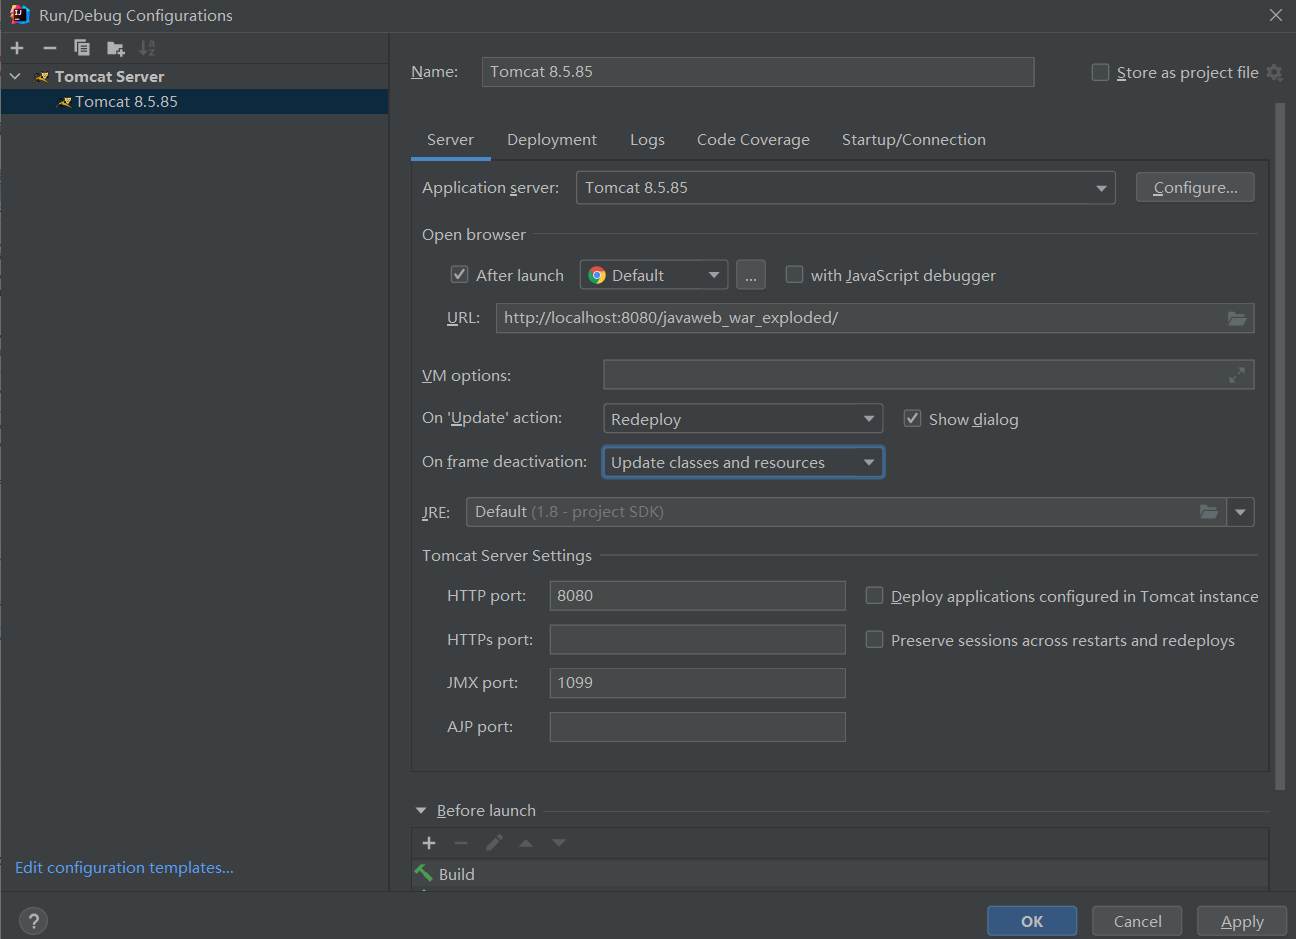 Run/Debug Configurations
Tomcat Server
Tomcat 8.5.85
Name: Tomcat 8.5.85 Store as project file
Server Deployment Logs Code Coverage Startup/Connection
Application server: Tomcat 8.5.85 Configure...
Open browser
After launch Default ... with JavaScript debugger
URL: http://localhost:8080/javaweb_war_exploded/
VM options:
On 'Update' action: Redeploy Show dialog
On frame deactivation: Update classes and resources
JRE: Default (1.8 - project SDK)
Tomcat Server Settings
HTTP port: 8080 Deploy applications configured in Tomcat instance
HTTPs port: Preserve sessions across restarts and redeploys
JMX port: 1099
AJP port:
Before launch
Build
Edit configuration templates...
? OK Cancel Apply